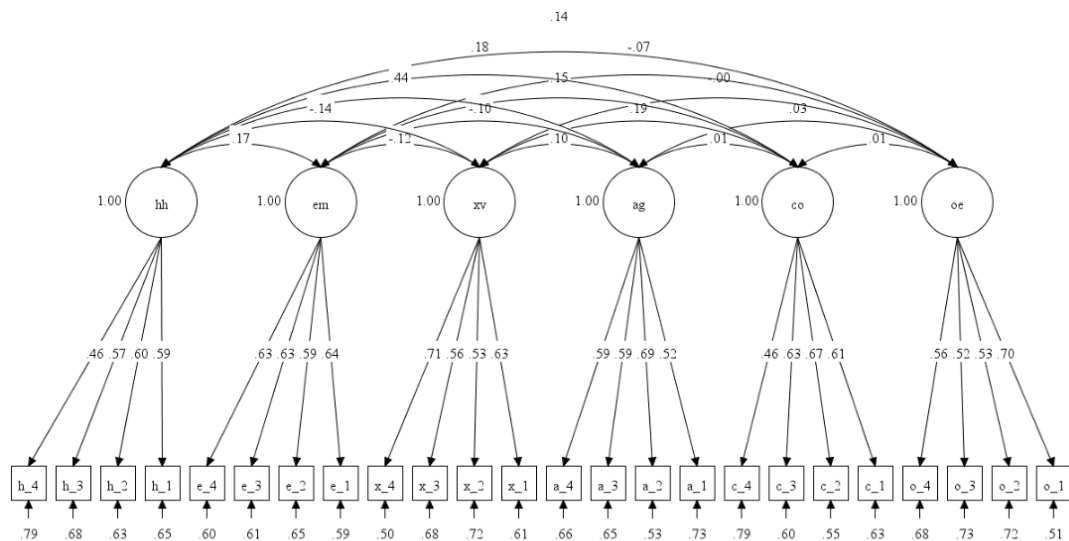 .14
.18 -.07
.44 .15 -.00
-.14 -.10 .19 .03
.17 -.12 .10 .01 .01
1.00 hh 1.00 em 1.00 xv 1.00 ag 1.00 co 1.00 oe
.46 .57 .60 .59 .63 .63 .59 .64 .71 .56 .53 .63 .59 .59 .69 .52 .46 .63 .67 .61 .56 .52 .53 .70
h_4 h_3 h_2 h_1 e_4 e_3 e_2 e_1 x_4 x_3 x_2 x_1 a_4 a_3 a_2 a_1 c_4 c_3 c_2 c_1 o_4 o_3 o_2 o_1
.79 .68 .63 .65 .60 .61 .65 .59 .50 .68 .72 .61 .66 .65 .53 .73 .79 .60 .55 .63 .68 .73 .72 .51